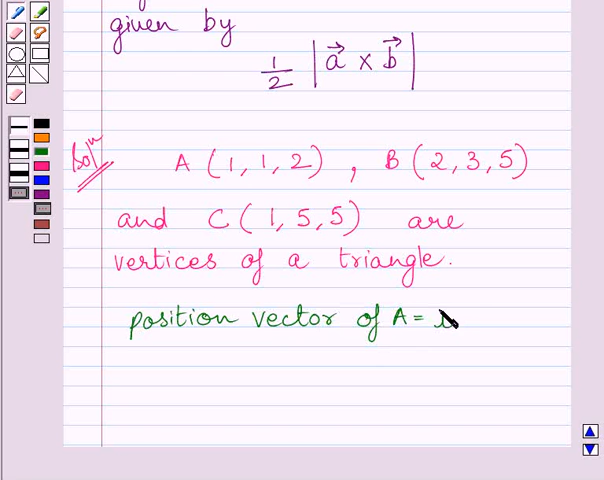 given by
1/2 |a⃗ × b⃗|
Solⁿ A (1, 1, 2) , B (2, 3, 5)
and C (1, 5, 5) are
vertices of a triangle.
position vector of A = i